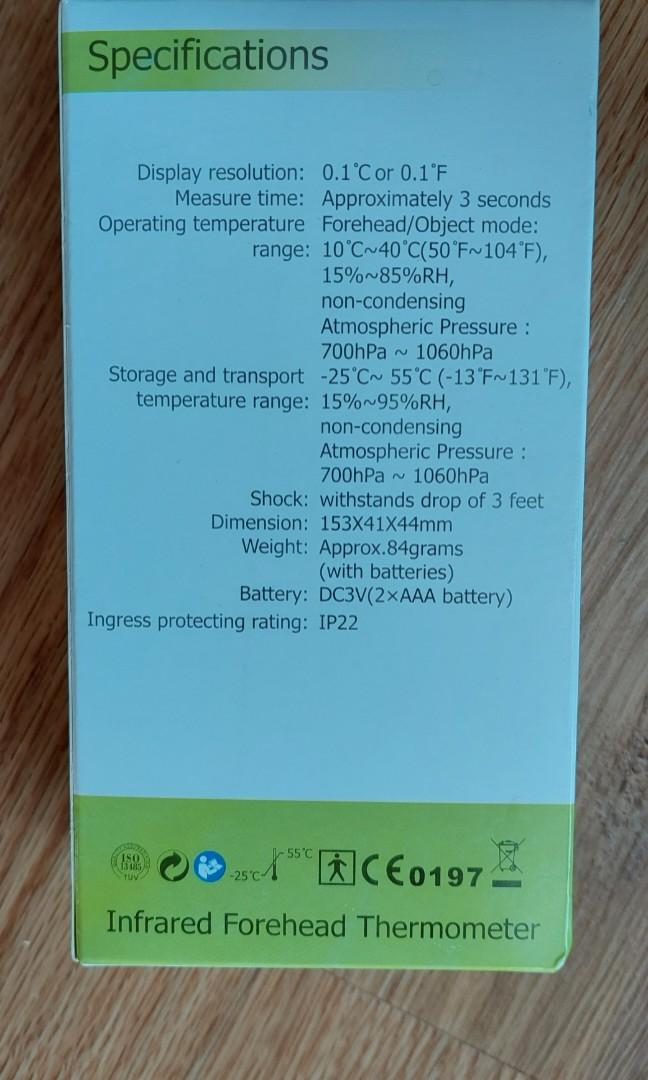 Specifications
Display resolution: 0.1°C or 0.1°F
Measure time: Approximately 3 seconds
Operating temperature Forehead/Object mode:
range: 10°C~40°C(50°F~104°F),
15%~85%RH,
non-condensing
Atmospheric Pressure :
700hPa ~ 1060hPa
Storage and transport -25°C~ 55°C (-13°F~131°F),
temperature range: 15%~95%RH,
non-condensing
Atmospheric Pressure :
700hPa ~ 1060hPa
Shock: withstands drop of 3 feet
Dimension: 153X41X44mm
Weight: Approx.84grams
(with batteries)
Battery: DC3V(2×AAA battery)
Ingress protecting rating: IP22
ISO
13485
TUV
-25°C
55°C
CE0197
Infrared Forehead Thermometer